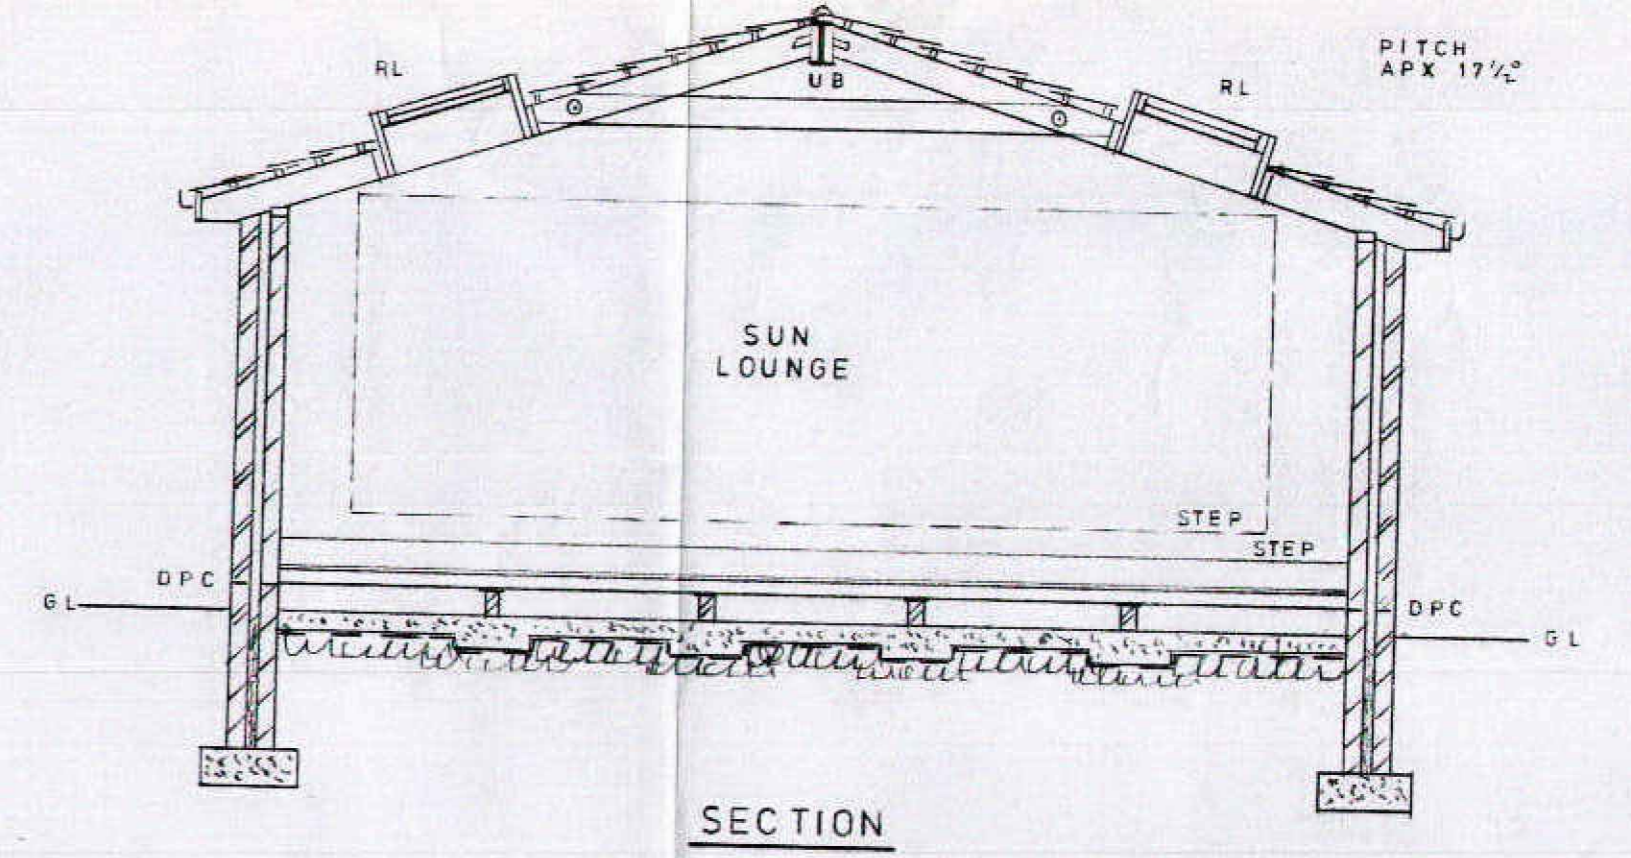 PITCH
APX 17½°
RL
RL
UB
SUN
LOUNGE
STEP
STEP
DPC
GL
DPC
GL
SECTION